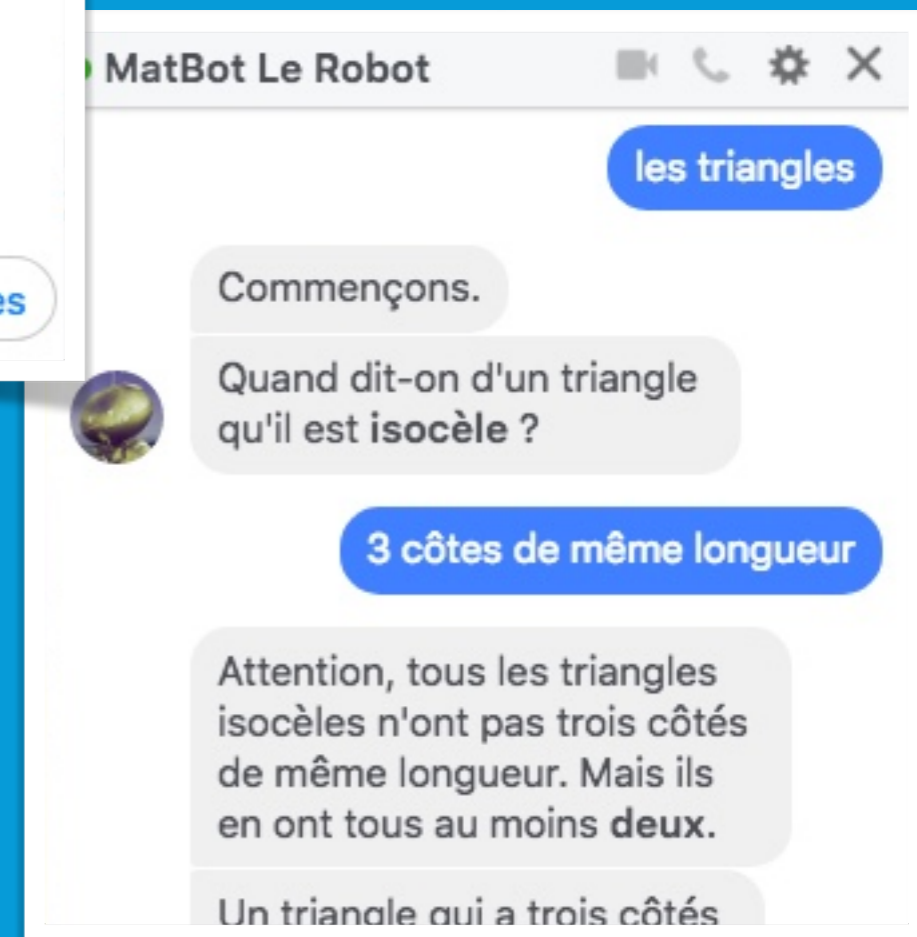 MatBot Le Robot
les triangles
es
Commençons.
Quand dit-on d'un triangle
qu'il est isocèle ?
3 côtes de même longueur
Attention, tous les triangles
isocèles n'ont pas trois côtés
de même longueur. Mais ils
en ont tous au moins deux.
Un triangle qui a trois côtés